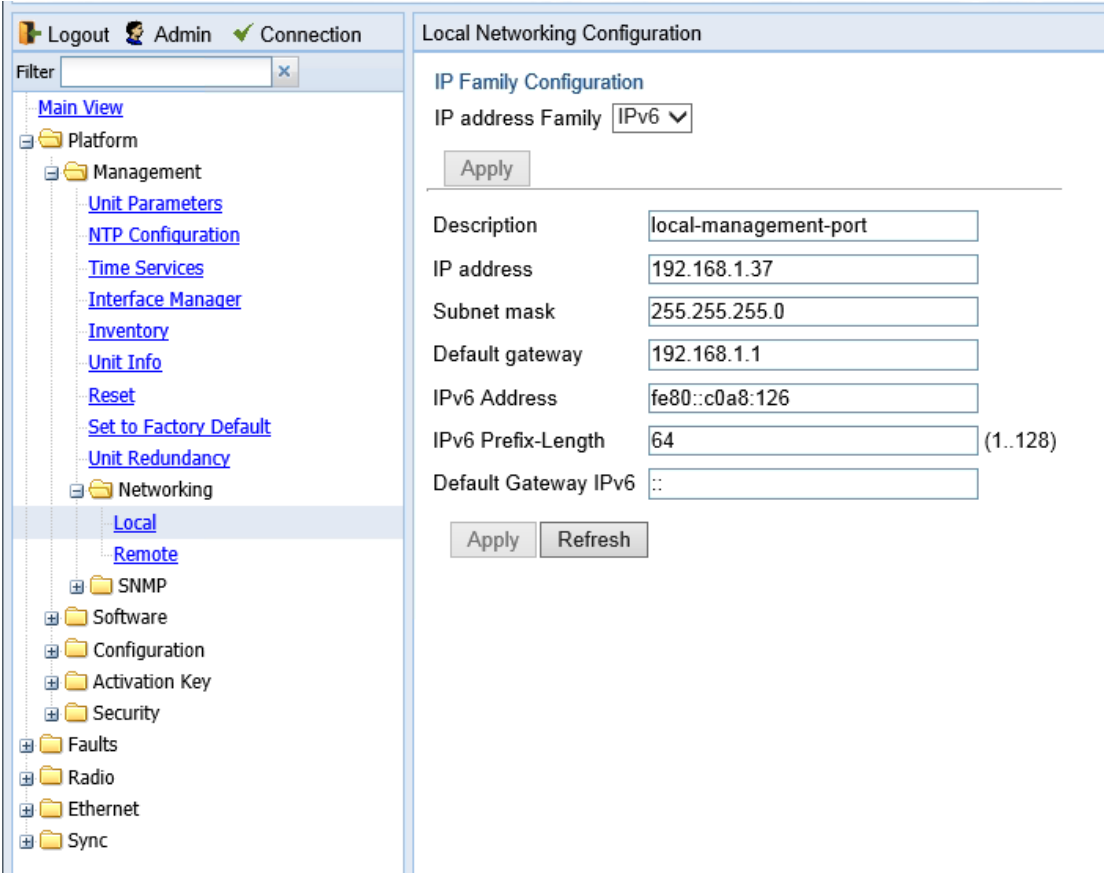 Logout Admin Connection
Filter
Main View
Platform
Management
Unit Parameters
NTP Configuration
Time Services
Interface Manager
Inventory
Unit Info
Reset
Set to Factory Default
Unit Redundancy
Networking
Local
Remote
SNMP
Software
Configuration
Activation Key
Security
Faults
Radio
Ethernet
Sync
Local Networking Configuration
IP Family Configuration
IP address Family IPv6
Apply
Description local-management-port
IP address 192.168.1.37
Subnet mask 255.255.255.0
Default gateway 192.168.1.1
IPv6 Address fe80::c0a8:126
IPv6 Prefix-Length 64 (1..128)
Default Gateway IPv6 ::
Apply Refresh